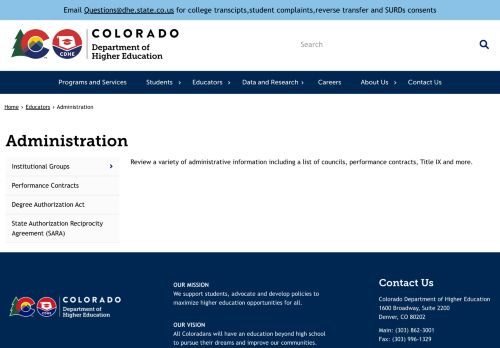 Email Questions@dhe.state.co.us for college transcipts,student complaints,reverse transfer and SURDs consents
CDHE
COLORADO
Department of
Higher Education
Search
Programs and Services Students Educators Data and Research Careers About Us Contact Us
Home › Educators › Administration
Administration
Institutional Groups
Performance Contracts
Degree Authorization Act
State Authorization Reciprocity
Agreement (SARA)
Review a variety of administrative information including a list of councils, performance contracts, Title IX and more.
CDHE
COLORADO
Department of
Higher Education
OUR MISSION
We support students, advocate and develop policies to
maximize higher education opportunities for all.
OUR VISION
All Coloradans will have an education beyond high school
to pursue their dreams and improve our communities.
Contact Us
Colorado Department of Higher Education
1600 Broadway, Suite 2200
Denver, CO 80202
Main: (303) 862-3001
Fax: (303) 996-1329